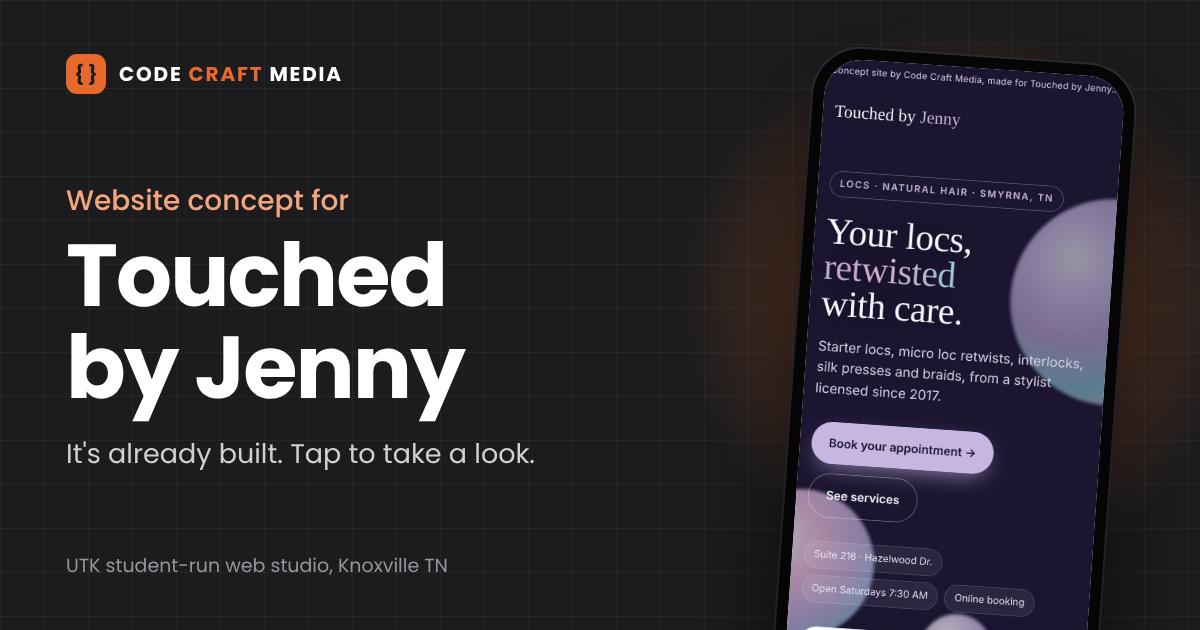 { }
CODE CRAFT MEDIA
Website concept for
Touched
by Jenny
It's already built. Tap to take a look.
UTK student-run web studio, Knoxville TN
concept site by Code Craft Media, made for Touched by Jenny.
Touched by Jenny
LOCS · NATURAL HAIR · SMYRNA, TN
Your locs,
retwisted
with care.
Starter locs, micro loc retwists, interlocks,
silk presses and braids, from a stylist
licensed since 2017.
Book your appointment →
See services
Suite 216 · Hazelwood Dr.
Open Saturdays 7:30 AM
Online booking